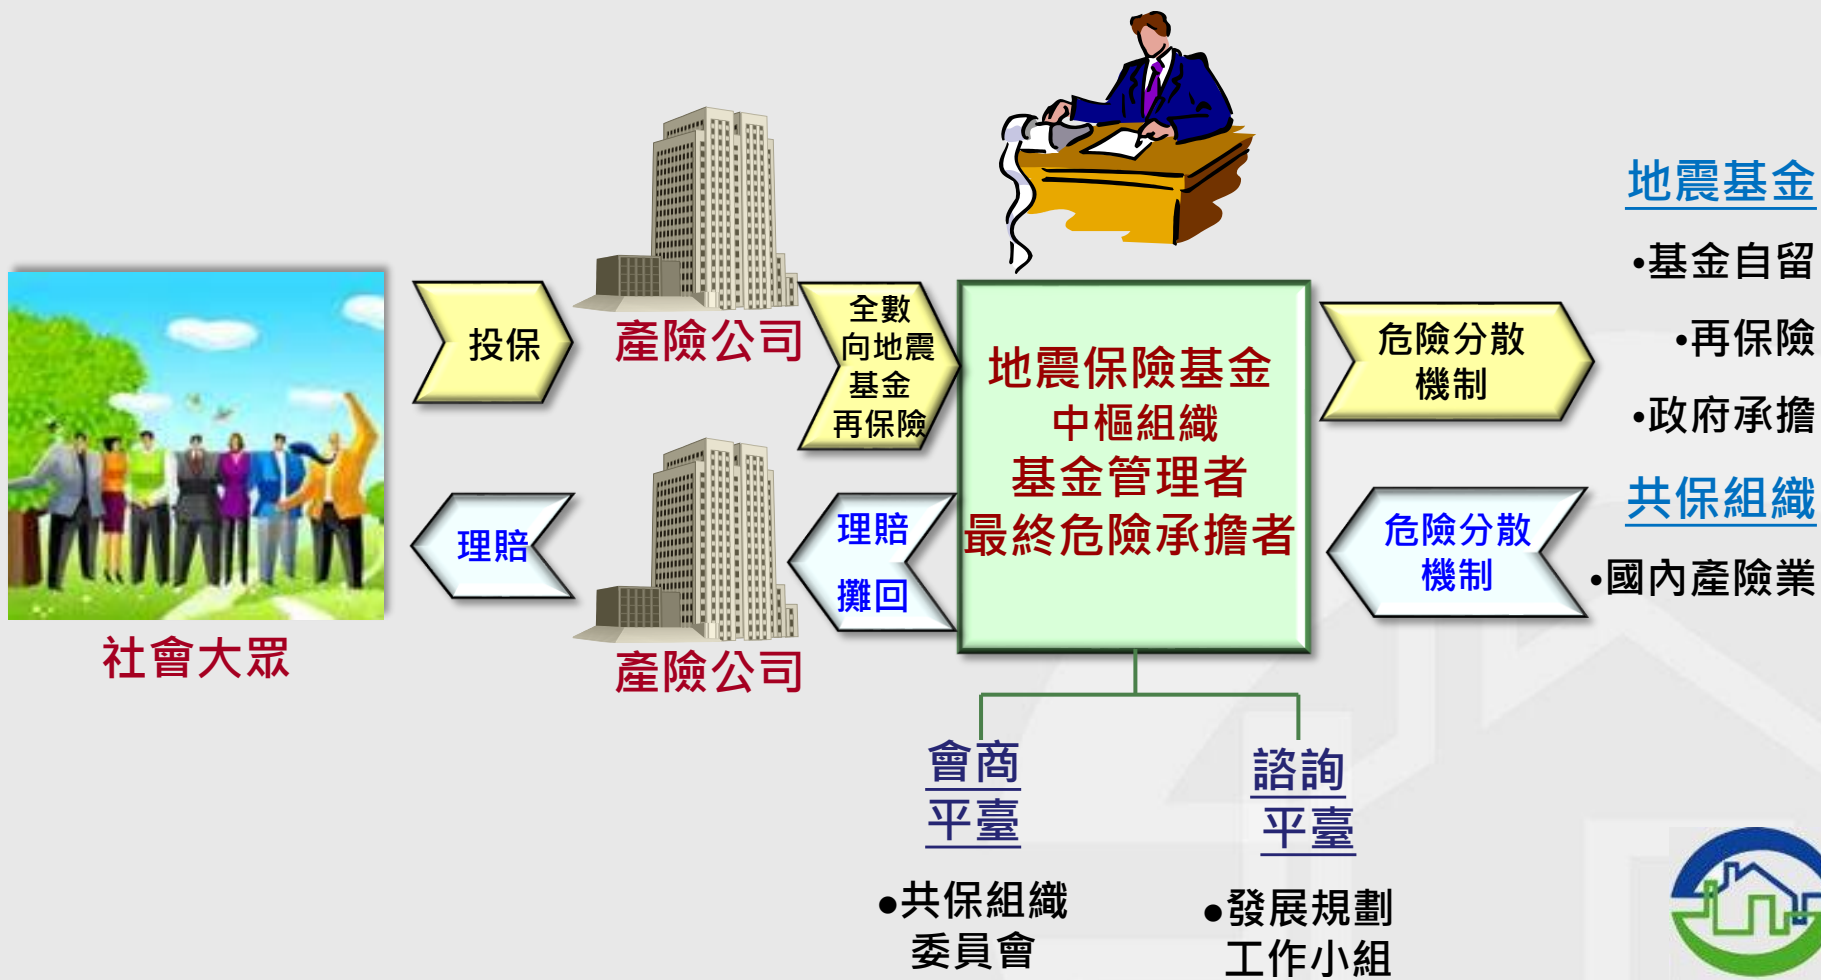 投保
產險公司
全數
向地震
基金
再保險
地震保險基金
中樞組織
基金管理者
最終危險承擔者
危險分散
機制
地震基金
•基金自留
•再保險
•政府承擔
共保組織
•國內產險業
社會大眾
理賠
產險公司
理賠
攤回
危險分散
機制
會商
平臺
●共保組織
委員會
諮詢
平臺
●發展規劃
工作小組